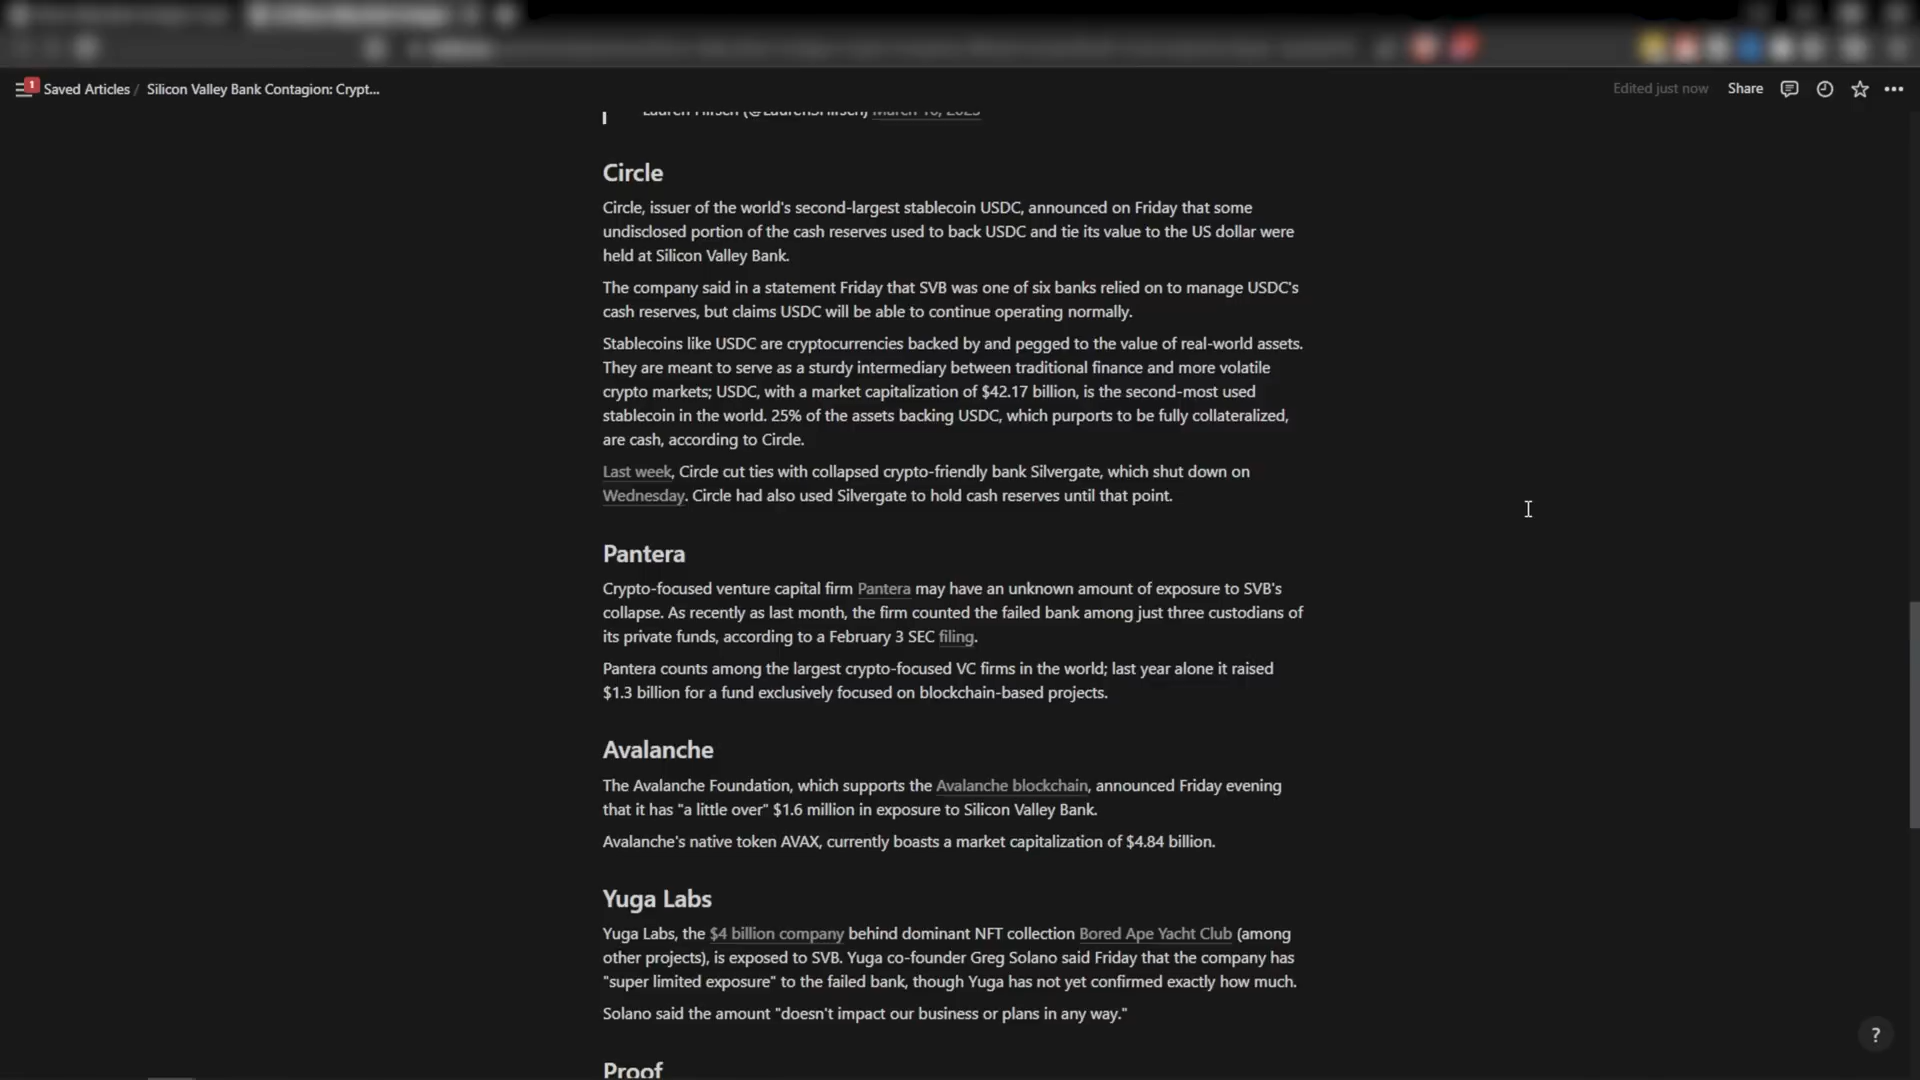 1
Saved Articles / Silicon Valley Bank Contagion: Crypt...
Edited just now
Share
Lauren Hirsch (@LaurenSHirsch) March 10, 2023
Circle
Circle, issuer of the world's second-largest stablecoin USDC, announced on Friday that some
undisclosed portion of the cash reserves used to back USDC and tie its value to the US dollar were
held at Silicon Valley Bank.
The company said in a statement Friday that SVB was one of six banks relied on to manage USDC's
cash reserves, but claims USDC will be able to continue operating normally.
Stablecoins like USDC are cryptocurrencies backed by and pegged to the value of real-world assets.
They are meant to serve as a sturdy intermediary between traditional finance and more volatile
crypto markets; USDC, with a market capitalization of $42.17 billion, is the second-most used
stablecoin in the world. 25% of the assets backing USDC, which purports to be fully collateralized,
are cash, according to Circle.
Last week, Circle cut ties with collapsed crypto-friendly bank Silvergate, which shut down on
Wednesday. Circle had also used Silvergate to hold cash reserves until that point.
Pantera
Crypto-focused venture capital firm Pantera may have an unknown amount of exposure to SVB's
collapse. As recently as last month, the firm counted the failed bank among just three custodians of
its private funds, according to a February 3 SEC filing.
Pantera counts among the largest crypto-focused VC firms in the world; last year alone it raised
$1.3 billion for a fund exclusively focused on blockchain-based projects.
Avalanche
The Avalanche Foundation, which supports the Avalanche blockchain, announced Friday evening
that it has "a little over" $1.6 million in exposure to Silicon Valley Bank.
Avalanche's native token AVAX, currently boasts a market capitalization of $4.84 billion.
Yuga Labs
Yuga Labs, the $4 billion company behind dominant NFT collection Bored Ape Yacht Club (among
other projects), is exposed to SVB. Yuga co-founder Greg Solano said Friday that the company has
"super limited exposure" to the failed bank, though Yuga has not yet confirmed exactly how much.
Solano said the amount "doesn't impact our business or plans in any way."
Proof
?